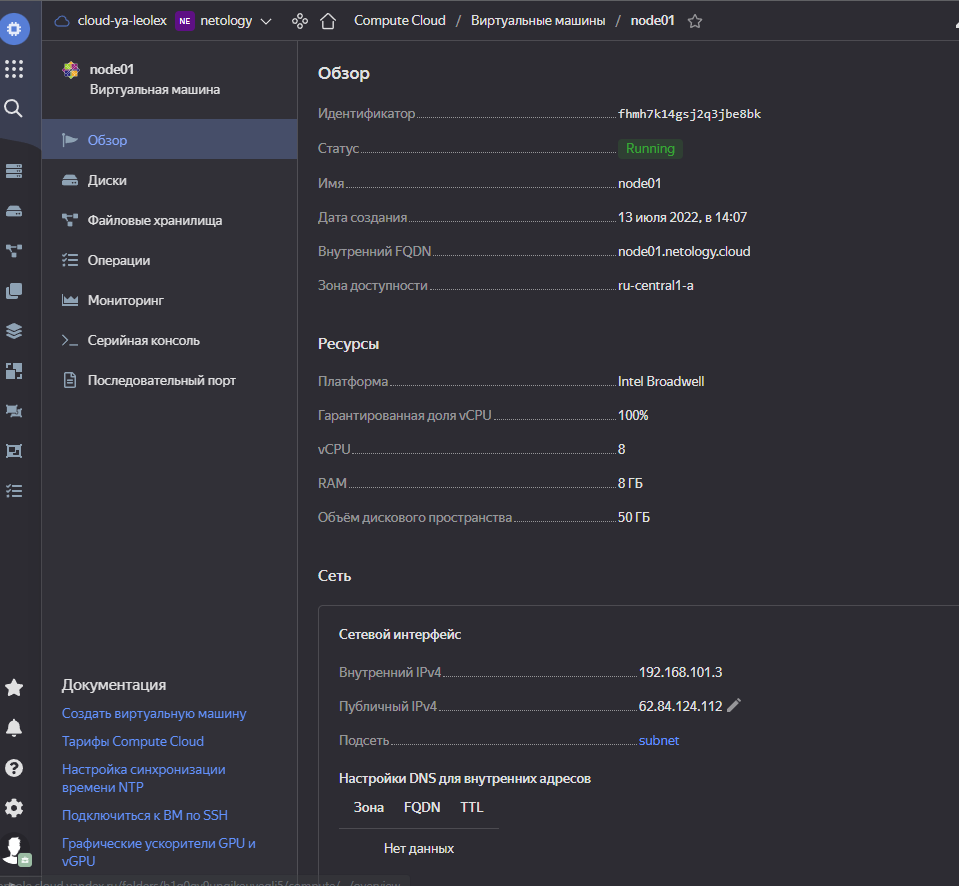 cloud-ya-leolex NE netology Compute Cloud / Виртуальные машины / node01
node01
Виртуальная машина
Обзор
Диски
Файловые хранилища
Операции
Мониторинг
Серийная консоль
Последовательный порт
Документация
Создать виртуальную машину
Тарифы Compute Cloud
Настройка синхронизации
времени NTP
Подключиться к ВМ по SSH
Графические ускорители GPU и
vGPU
Обзор
Идентификатор fhmh7k14gsj2q3jbe8bk
Статус Running
Имя node01
Дата создания 13 июля 2022, в 14:07
Внутренний FQDN node01.netology.cloud
Зона доступности ru-central1-a
Ресурсы
Платформа Intel Broadwell
Гарантированная доля vCPU 100%
vCPU 8
RAM 8 ГБ
Объём дискового пространства 50 ГБ
Сеть
Сетевой интерфейс
Внутренний IPv4 192.168.101.3
Публичный IPv4 62.84.124.112
Подсеть subnet
Настройки DNS для внутренних адресов
Зона FQDN TTL
Нет данных